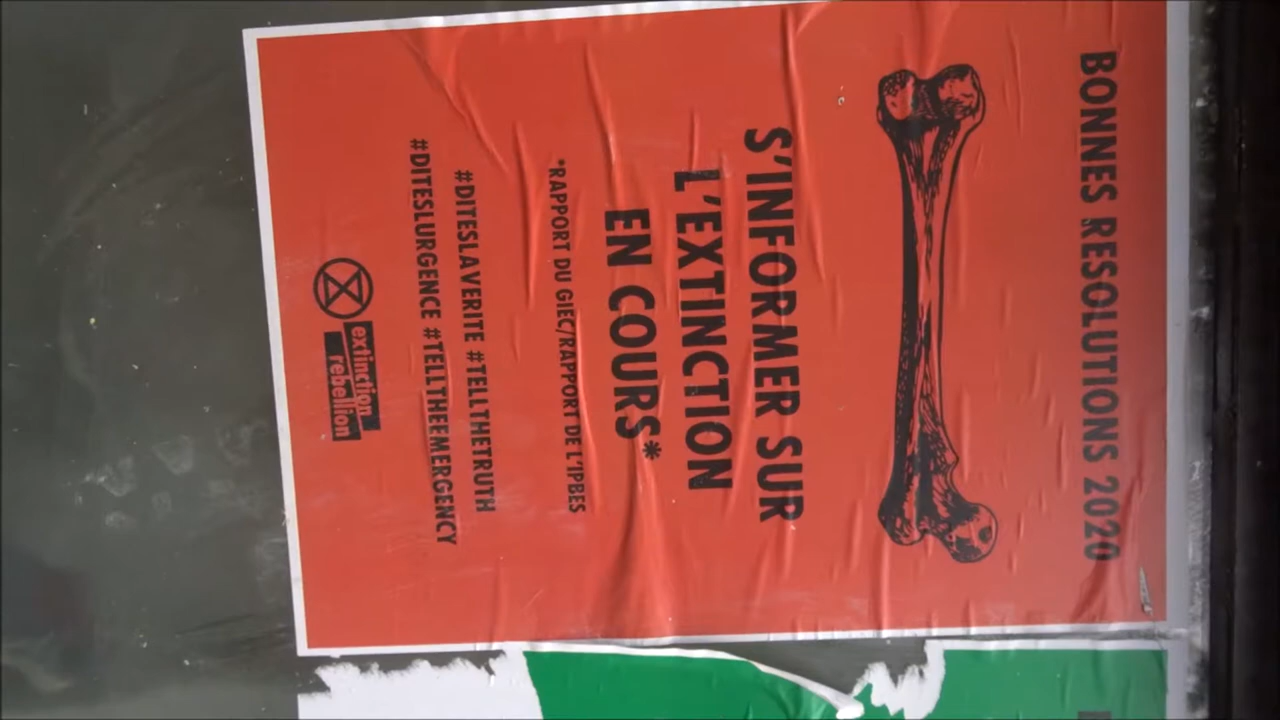 BONNES RESOLUTIONS 2020
S'INFORMER SUR
L'EXTINCTION
EN COURS*
*RAPPORT DU GIEC/RAPPORT DE L'IPBES
#DITESLAVERITE #TELLTHETRUTH
#DITESLURGENCE #TELLTHEEMERGENCY
extinction
rebellion